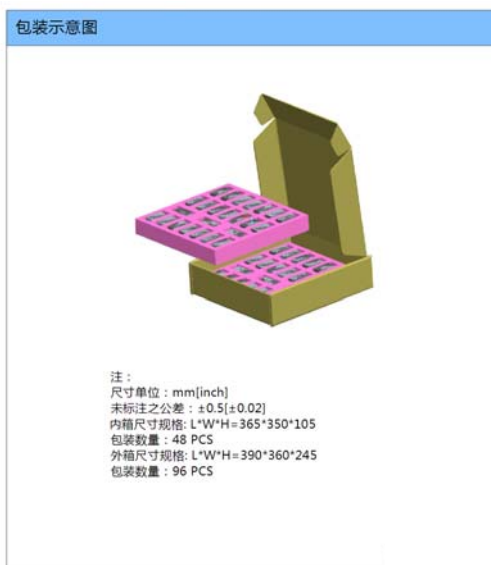 包装示意图
注：
尺寸单位：mm[inch]
未标注之公差：±0.5[±0.02]
内箱尺寸规格: L*W*H=365*350*105
包装数量：48 PCS
外箱尺寸规格: L*W*H=390*360*245
包装数量：96 PCS